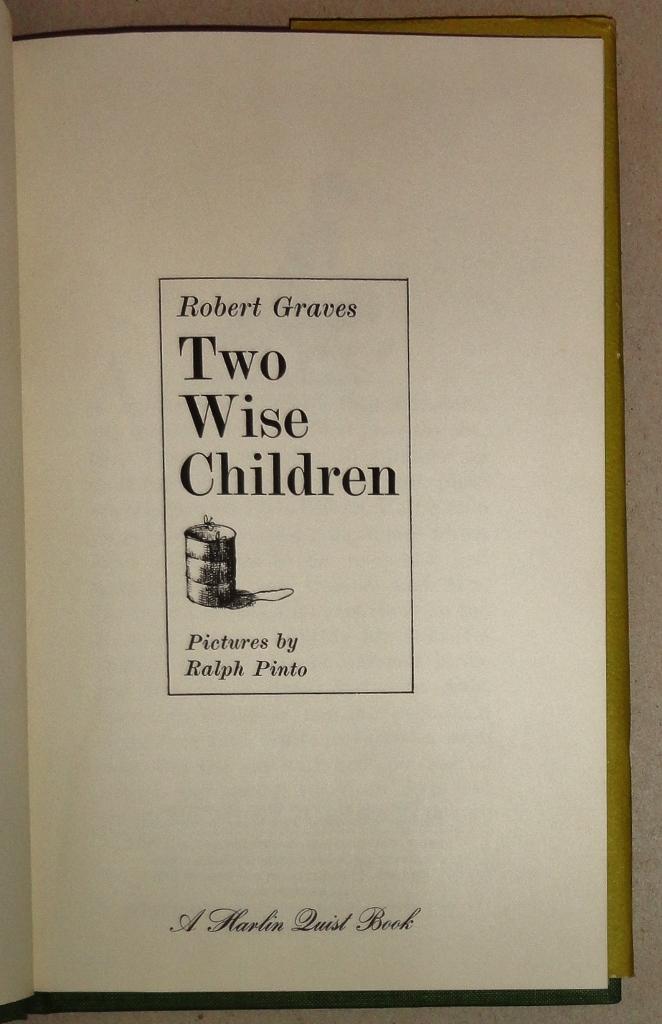 Robert Graves
Two
Wise
Children
Pictures by
Ralph Pinto
A Harlin Quist Book